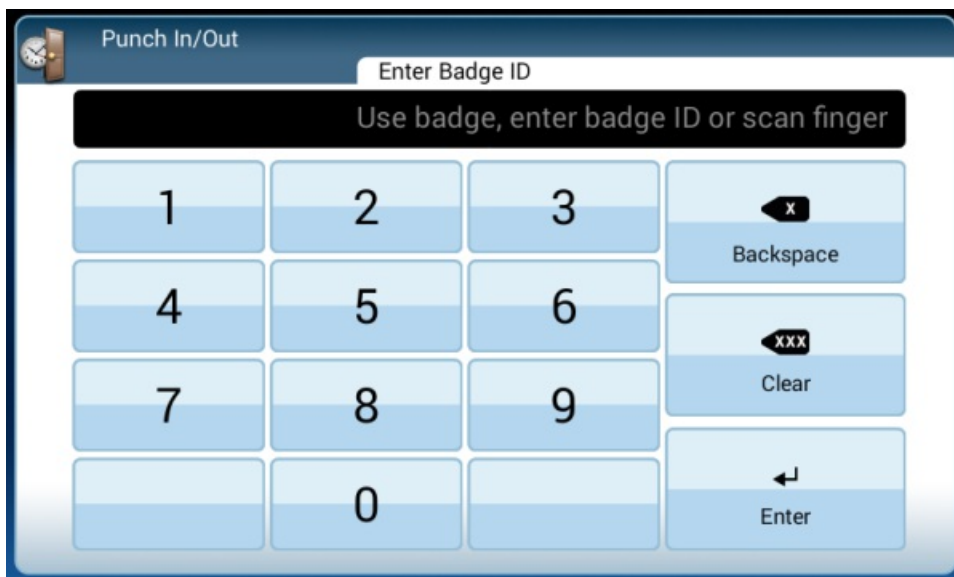 Punch In/Out
Enter Badge ID
Use badge, enter badge ID or scan finger
1 2 3
X
Backspace
4 5 6
XXX
Clear
7 8 9
0
Enter